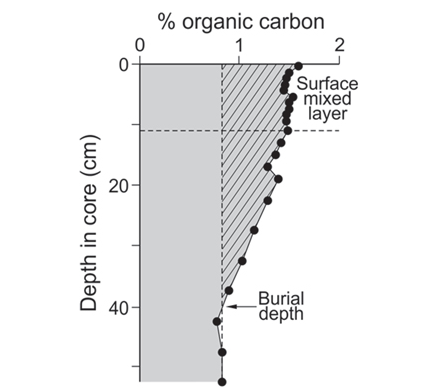 % organic carbon
0 1 2
0
Surface
mixed
layer
20
Depth in core (cm)
Burial
depth
40